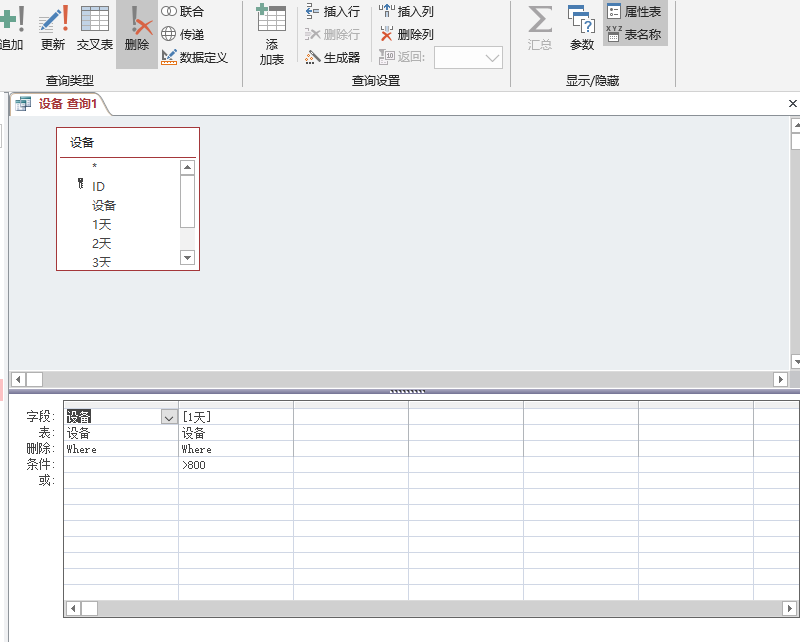 联合
插入行
插入列
属性表
传递
删除行
删除列
表名称
追加
更新
交叉表
删除
数据定义
添
加表
生成器
返回:
汇总
参数
查询类型
查询设置
显示/隐藏
设备 查询1
设备
*
ID
设备
1天
2天
3天
字段: 设备 [1天]
表: 设备 设备
删除: Where Where
条件: >800
或: